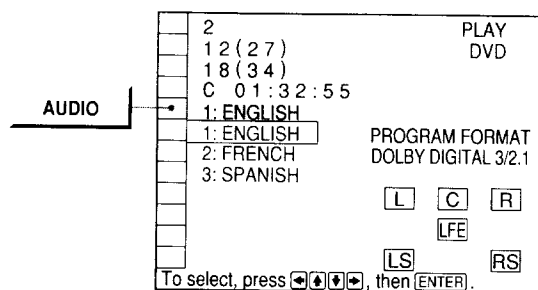 AUDIO
2
PLAY
12(27)
DVD
18(34)
C 01:32:55
1: ENGLISH
1: ENGLISH
PROGRAM FORMAT
2: FRENCH
DOLBY DIGITAL 3/2.1
3: SPANISH
L C R
LFE
LS RS
To select, press ←↑↓→, then ENTER.